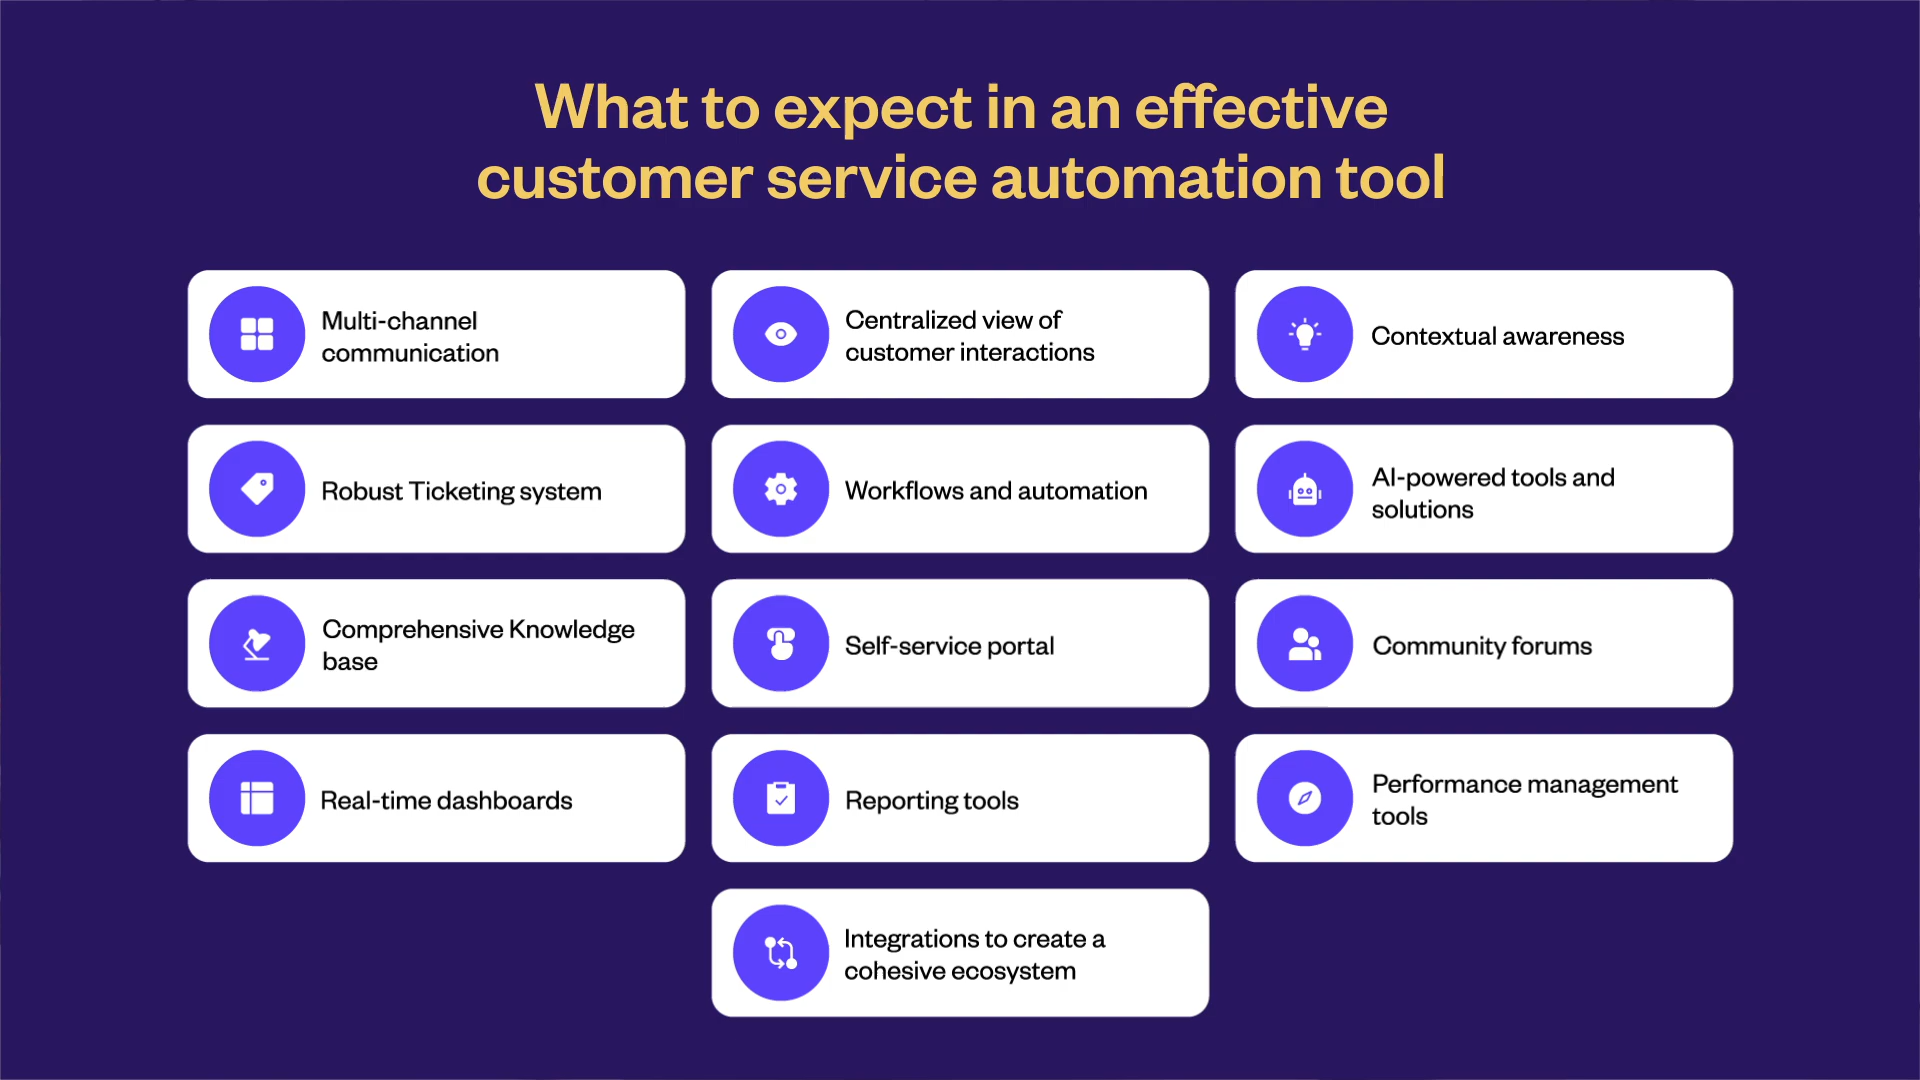 What to expect in an effective
customer service automation tool
Multi-channel
communication
Centralized view of
customer interactions
Contextual awareness
Robust Ticketing system
Workflows and automation
AI-powered tools and
solutions
Comprehensive Knowledge
base
Self-service portal
Community forums
Real-time dashboards
Reporting tools
Performance management
tools
Integrations to create a
cohesive ecosystem